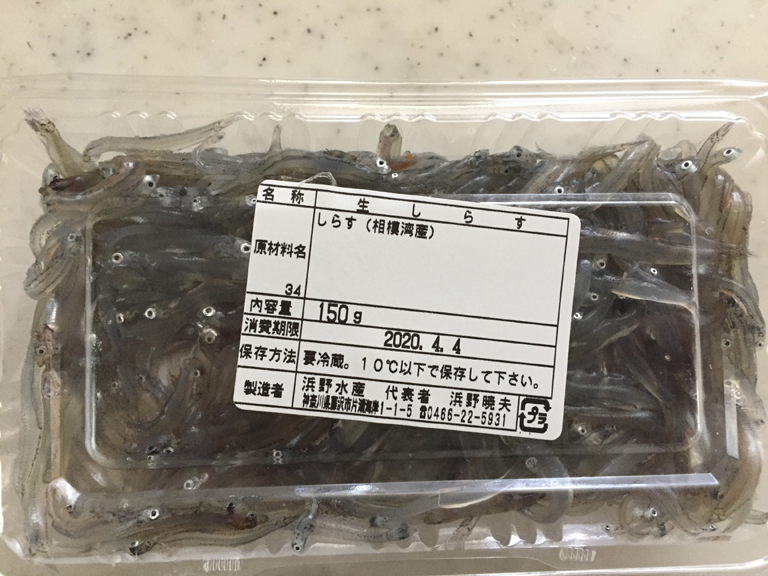 名称 生しらす
原材料名 しらす（相模湾産）
34
内容量 150g
消費期限 2020.4.4
保存方法 要冷蔵。10℃以下で保存して下さい。
製造者 浜野水産 代表者 浜野暁夫
神奈川県藤沢市片瀬海岸1-1-5 ☎0466-22-5931
プラ